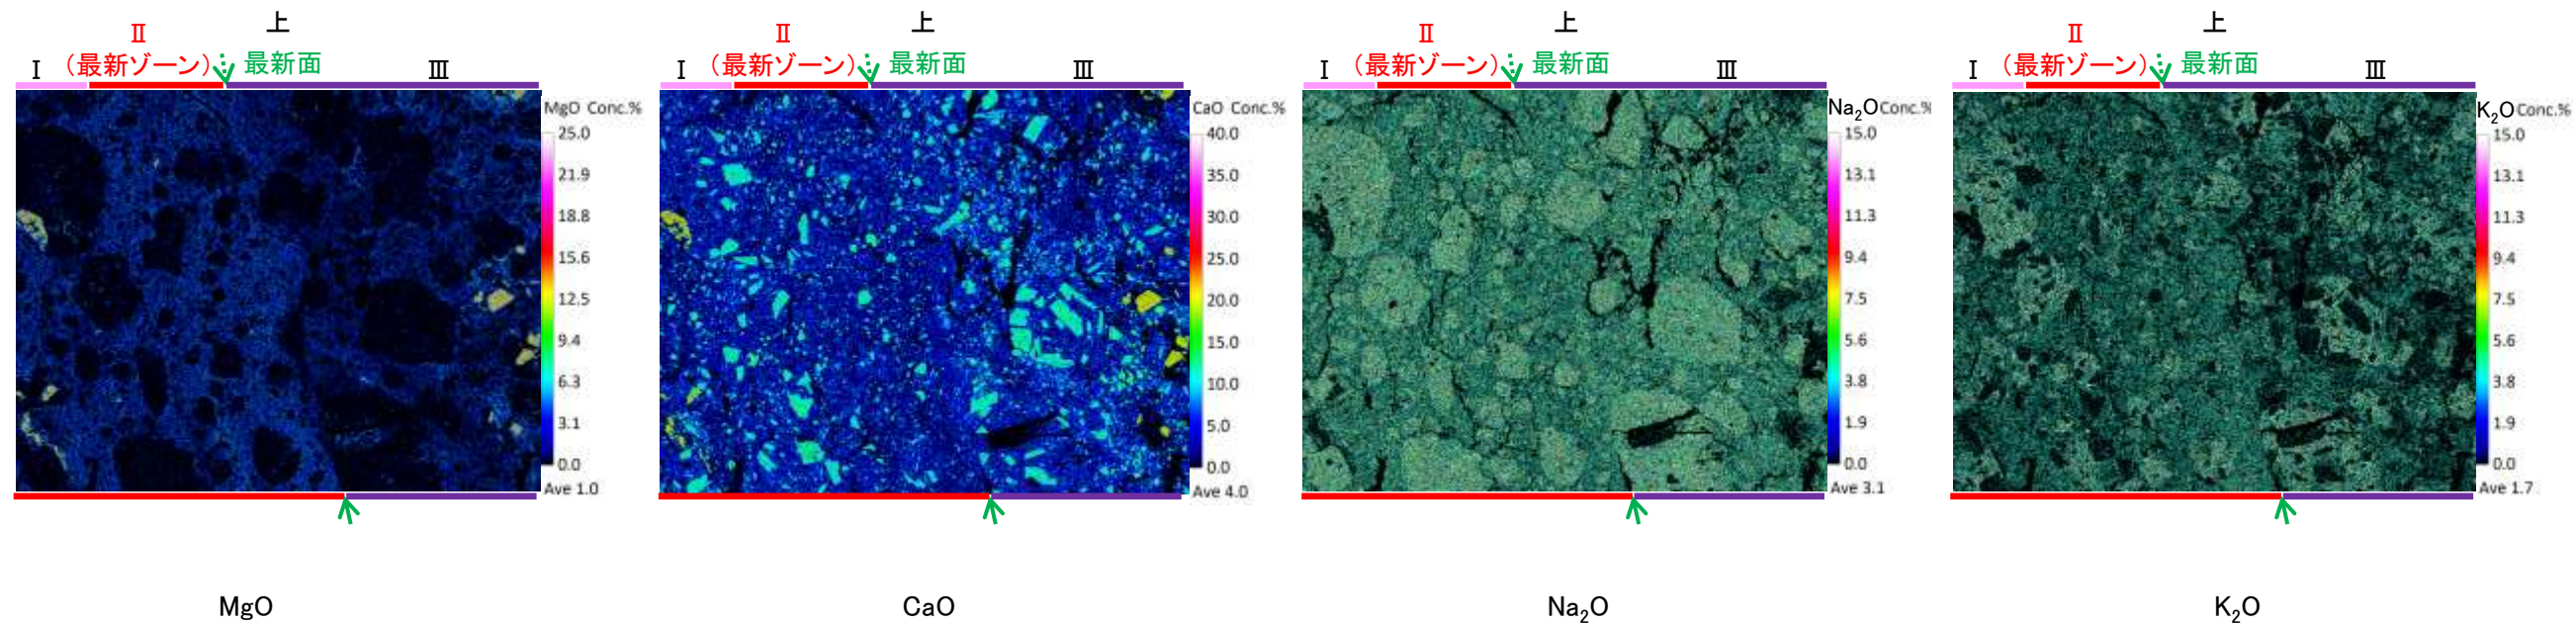 上
Ⅱ
Ⅰ (最新ゾーン) 最新面 Ⅲ
MgO Conc.%
25.0
21.9
18.8
15.6
12.5
9.4
6.3
3.1
0.0
Ave 1.0
MgO
上
Ⅱ
Ⅰ (最新ゾーン) 最新面 Ⅲ
CaO Conc.%
40.0
35.0
30.0
25.0
20.0
15.0
10.0
5.0
0.0
Ave 4.0
CaO
上
Ⅱ
Ⅰ (最新ゾーン) 最新面 Ⅲ
Na₂O Conc.%
15.0
13.1
11.3
9.4
7.5
5.6
3.8
1.9
0.0
Ave 3.1
Na₂O
上
Ⅱ
Ⅰ (最新ゾーン) 最新面 Ⅲ
K₂O Conc.%
15.0
13.1
11.3
9.4
7.5
5.6
3.8
1.9
0.0
Ave 1.7
K₂O